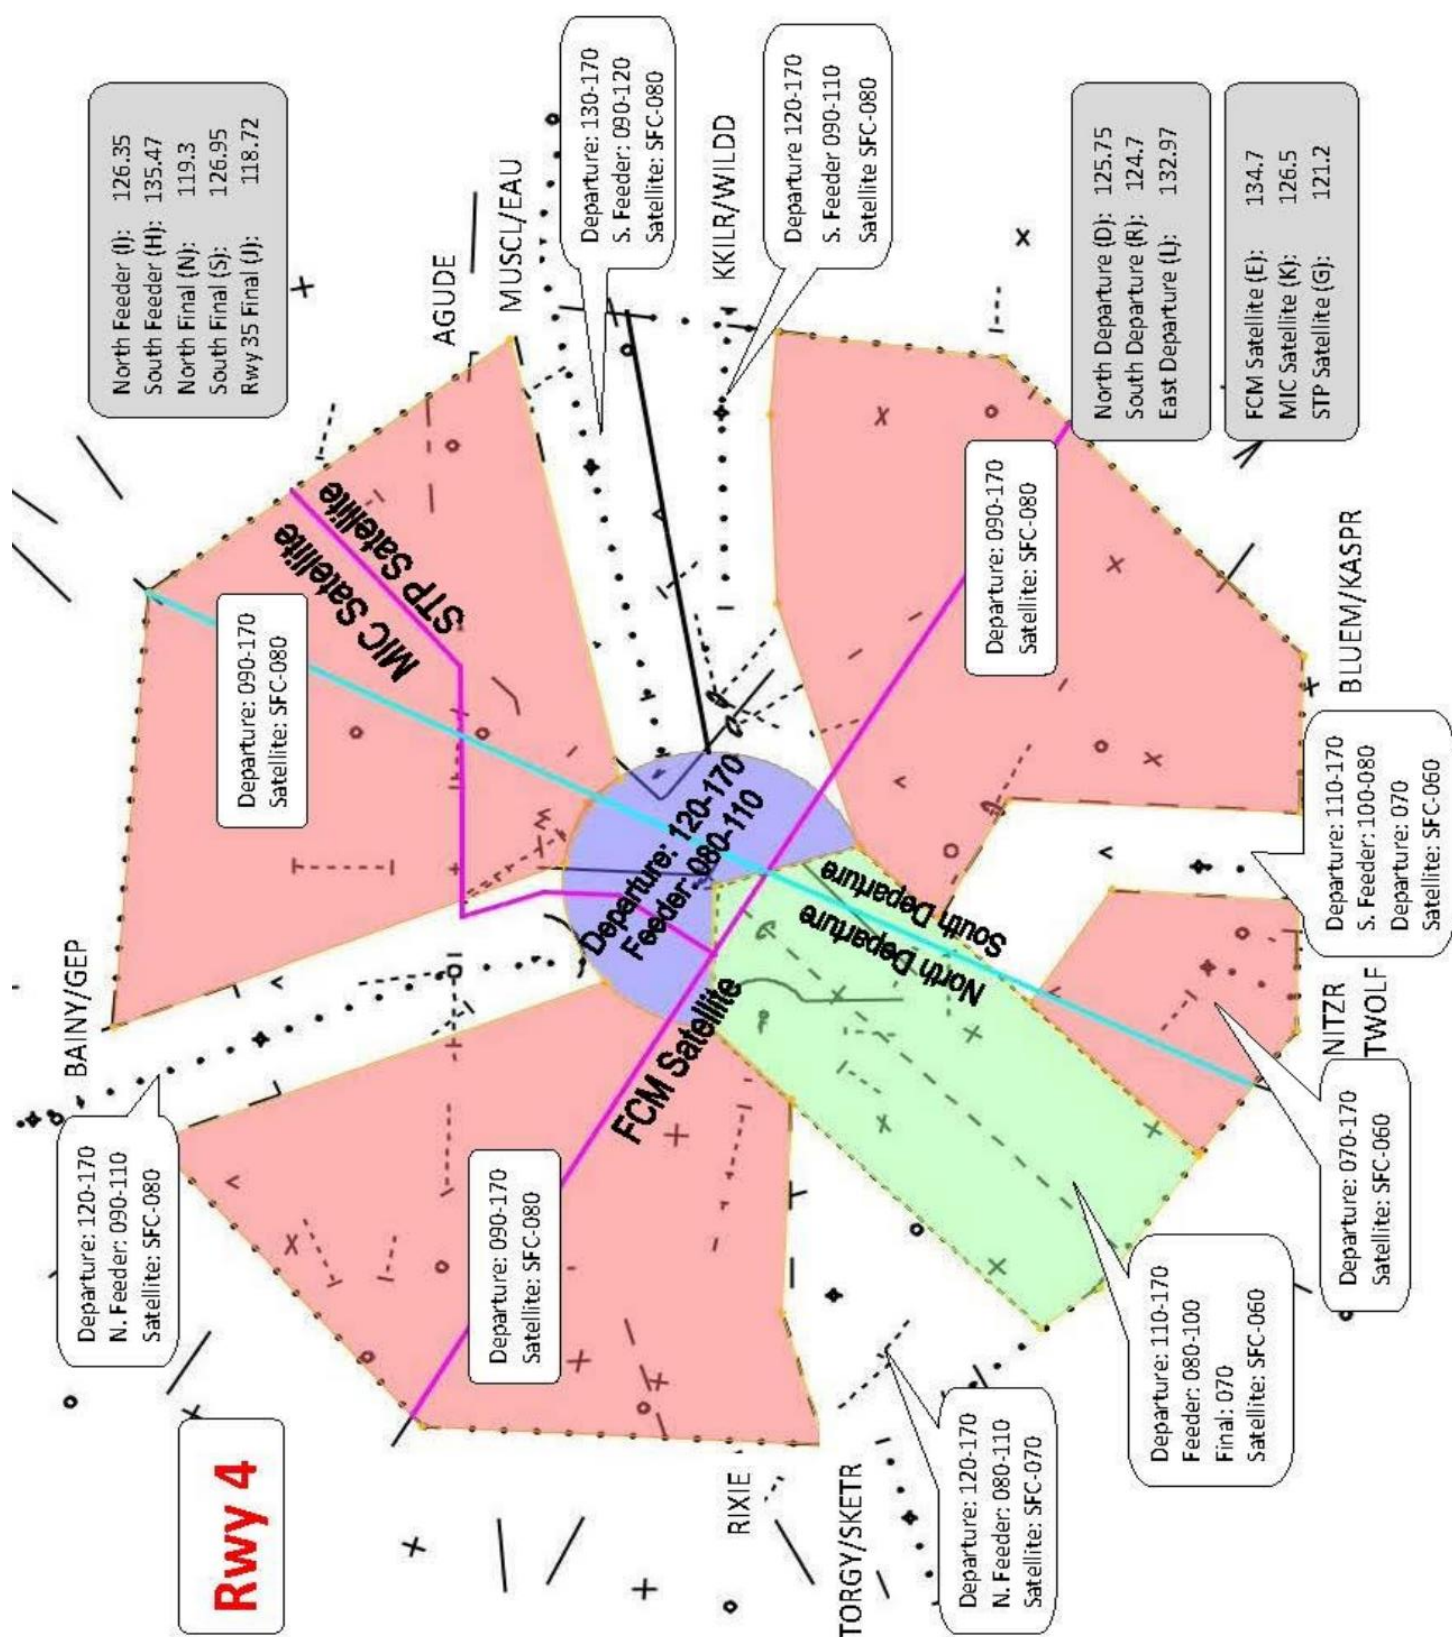 Rwy 4
BAINY/GEP
Departure: 120-170
N. Feeder: 090-110
Satellite: SFC-080
North Feeder (I): 126.35
South Feeder (H): 135.47
North Final (N): 119.3
South Final (S): 126.95
Rwy 35 Final (J): 118.72
AGUDE
MUSCL/EAU
Departure: 090-170
Satellite: SFC-080
MIC Satellite
STP Satellite
Departure: 130-170
S. Feeder: 090-120
Satellite: SFC-080
Departure: 090-170
Satellite: SFC-080
FCM Satellite
Departure: 120-170
Feeder: 080-110
KKILR/WILDD
Departure 120-170
S. Feeder 090-110
Satellite SFC-080
RIXIE
TORGY/SKETR
Departure: 120-170
N. Feeder: 080-110
Satellite: SFC-070
North Departure
South Departure
Departure: 090-170
Satellite: SFC-080
North Departure (D): 125.75
South Departure (R): 124.7
East Departure (L): 132.97
FCM Satellite (E): 134.7
MIC Satellite (K): 126.5
STP Satellite (G): 121.2
Departure: 110-170
Feeder: 080-100
Final: 070
Satellite: SFC-060
Departure: 070-170
Satellite: SFC-060
NITZR
TWOLF
Departure: 110-170
S. Feeder: 100-080
Departure: 070
Satellite: SFC-060
BLUEM/KASPR